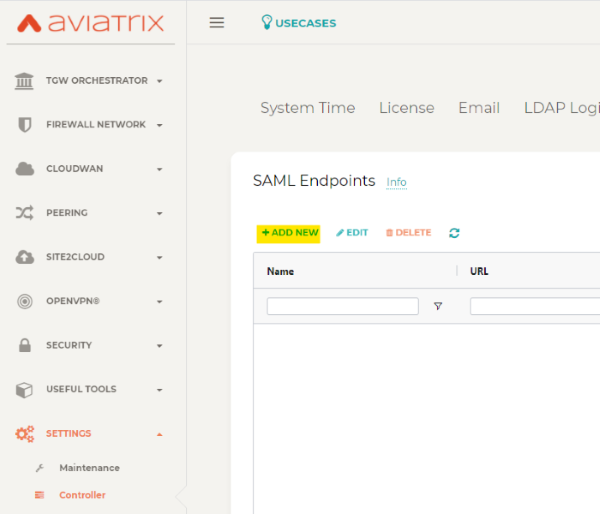 aviatrix
USECASES
TGW ORCHESTRATOR
FIREWALL NETWORK
CLOUDWAN
PEERING
SITE2CLOUD
OPENVPN®
SECURITY
USEFUL TOOLS
SETTINGS
Maintenance
Controller
System Time License Email LDAP Logi
SAML Endpoints Info
+ ADD NEW EDIT DELETE
Name URL